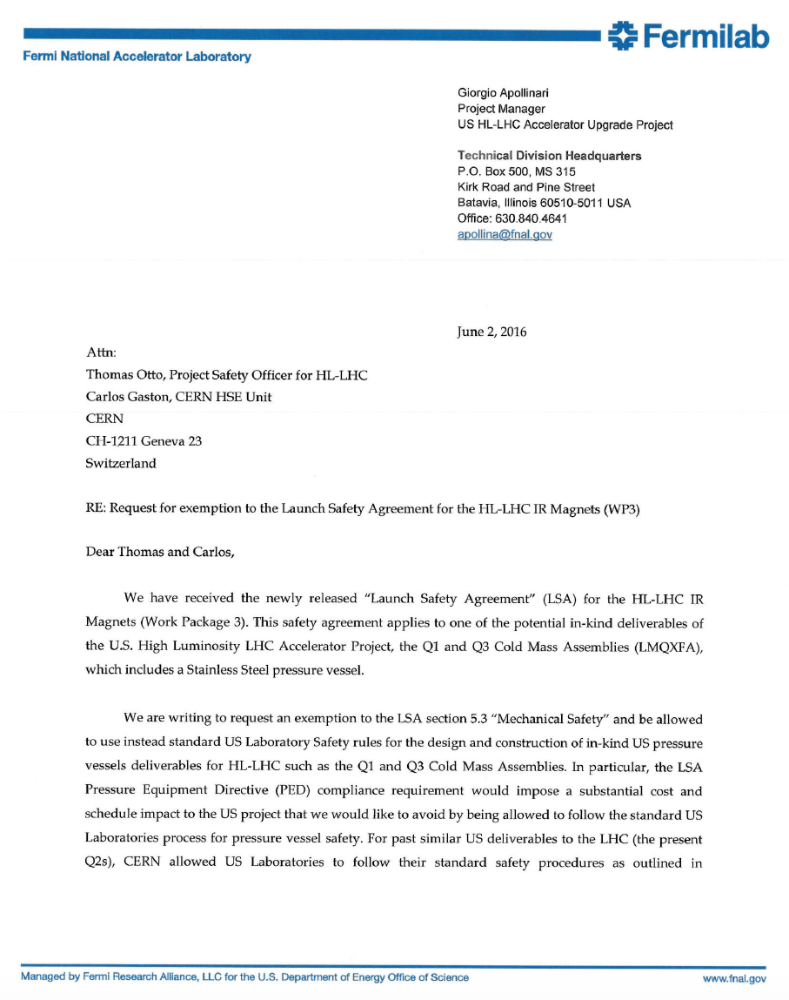 Fermilab
Fermi National Accelerator Laboratory
Giorgio Apollinari
Project Manager
US HL-LHC Accelerator Upgrade Project
Technical Division Headquarters
P.O. Box 500, MS 315
Kirk Road and Pine Street
Batavia, Illinois 60510-5011 USA
Office: 630.840.4641
apollina@fnal.gov
June 2, 2016
Attn:
Thomas Otto, Project Safety Officer for HL-LHC
Carlos Gaston, CERN HSE Unit
CERN
CH-1211 Geneva 23
Switzerland
RE: Request for exemption to the Launch Safety Agreement for the HL-LHC IR Magnets (WP3)
Dear Thomas and Carlos,
We have received the newly released "Launch Safety Agreement" (LSA) for the HL-LHC IR
Magnets (Work Package 3). This safety agreement applies to one of the potential in-kind deliverables of
the U.S. High Luminosity LHC Accelerator Project, the Q1 and Q3 Cold Mass Assemblies (LMQXFA),
which includes a Stainless Steel pressure vessel.
We are writing to request an exemption to the LSA section 5.3 "Mechanical Safety" and be allowed
to use instead standard US Laboratory Safety rules for the design and construction of in-kind US pressure
vessels deliverables for HL-LHC such as the Q1 and Q3 Cold Mass Assemblies. In particular, the LSA
Pressure Equipment Directive (PED) compliance requirement would impose a substantial cost and
schedule impact to the US project that we would like to avoid by being allowed to follow the standard US
Laboratories process for pressure vessel safety. For past similar US deliverables to the LHC (the present
Q2s), CERN allowed US Laboratories to follow their standard safety procedures as outlined in
Managed by Fermi Research Alliance, LLC for the U.S. Department of Energy Office of Science
www.fnal.gov